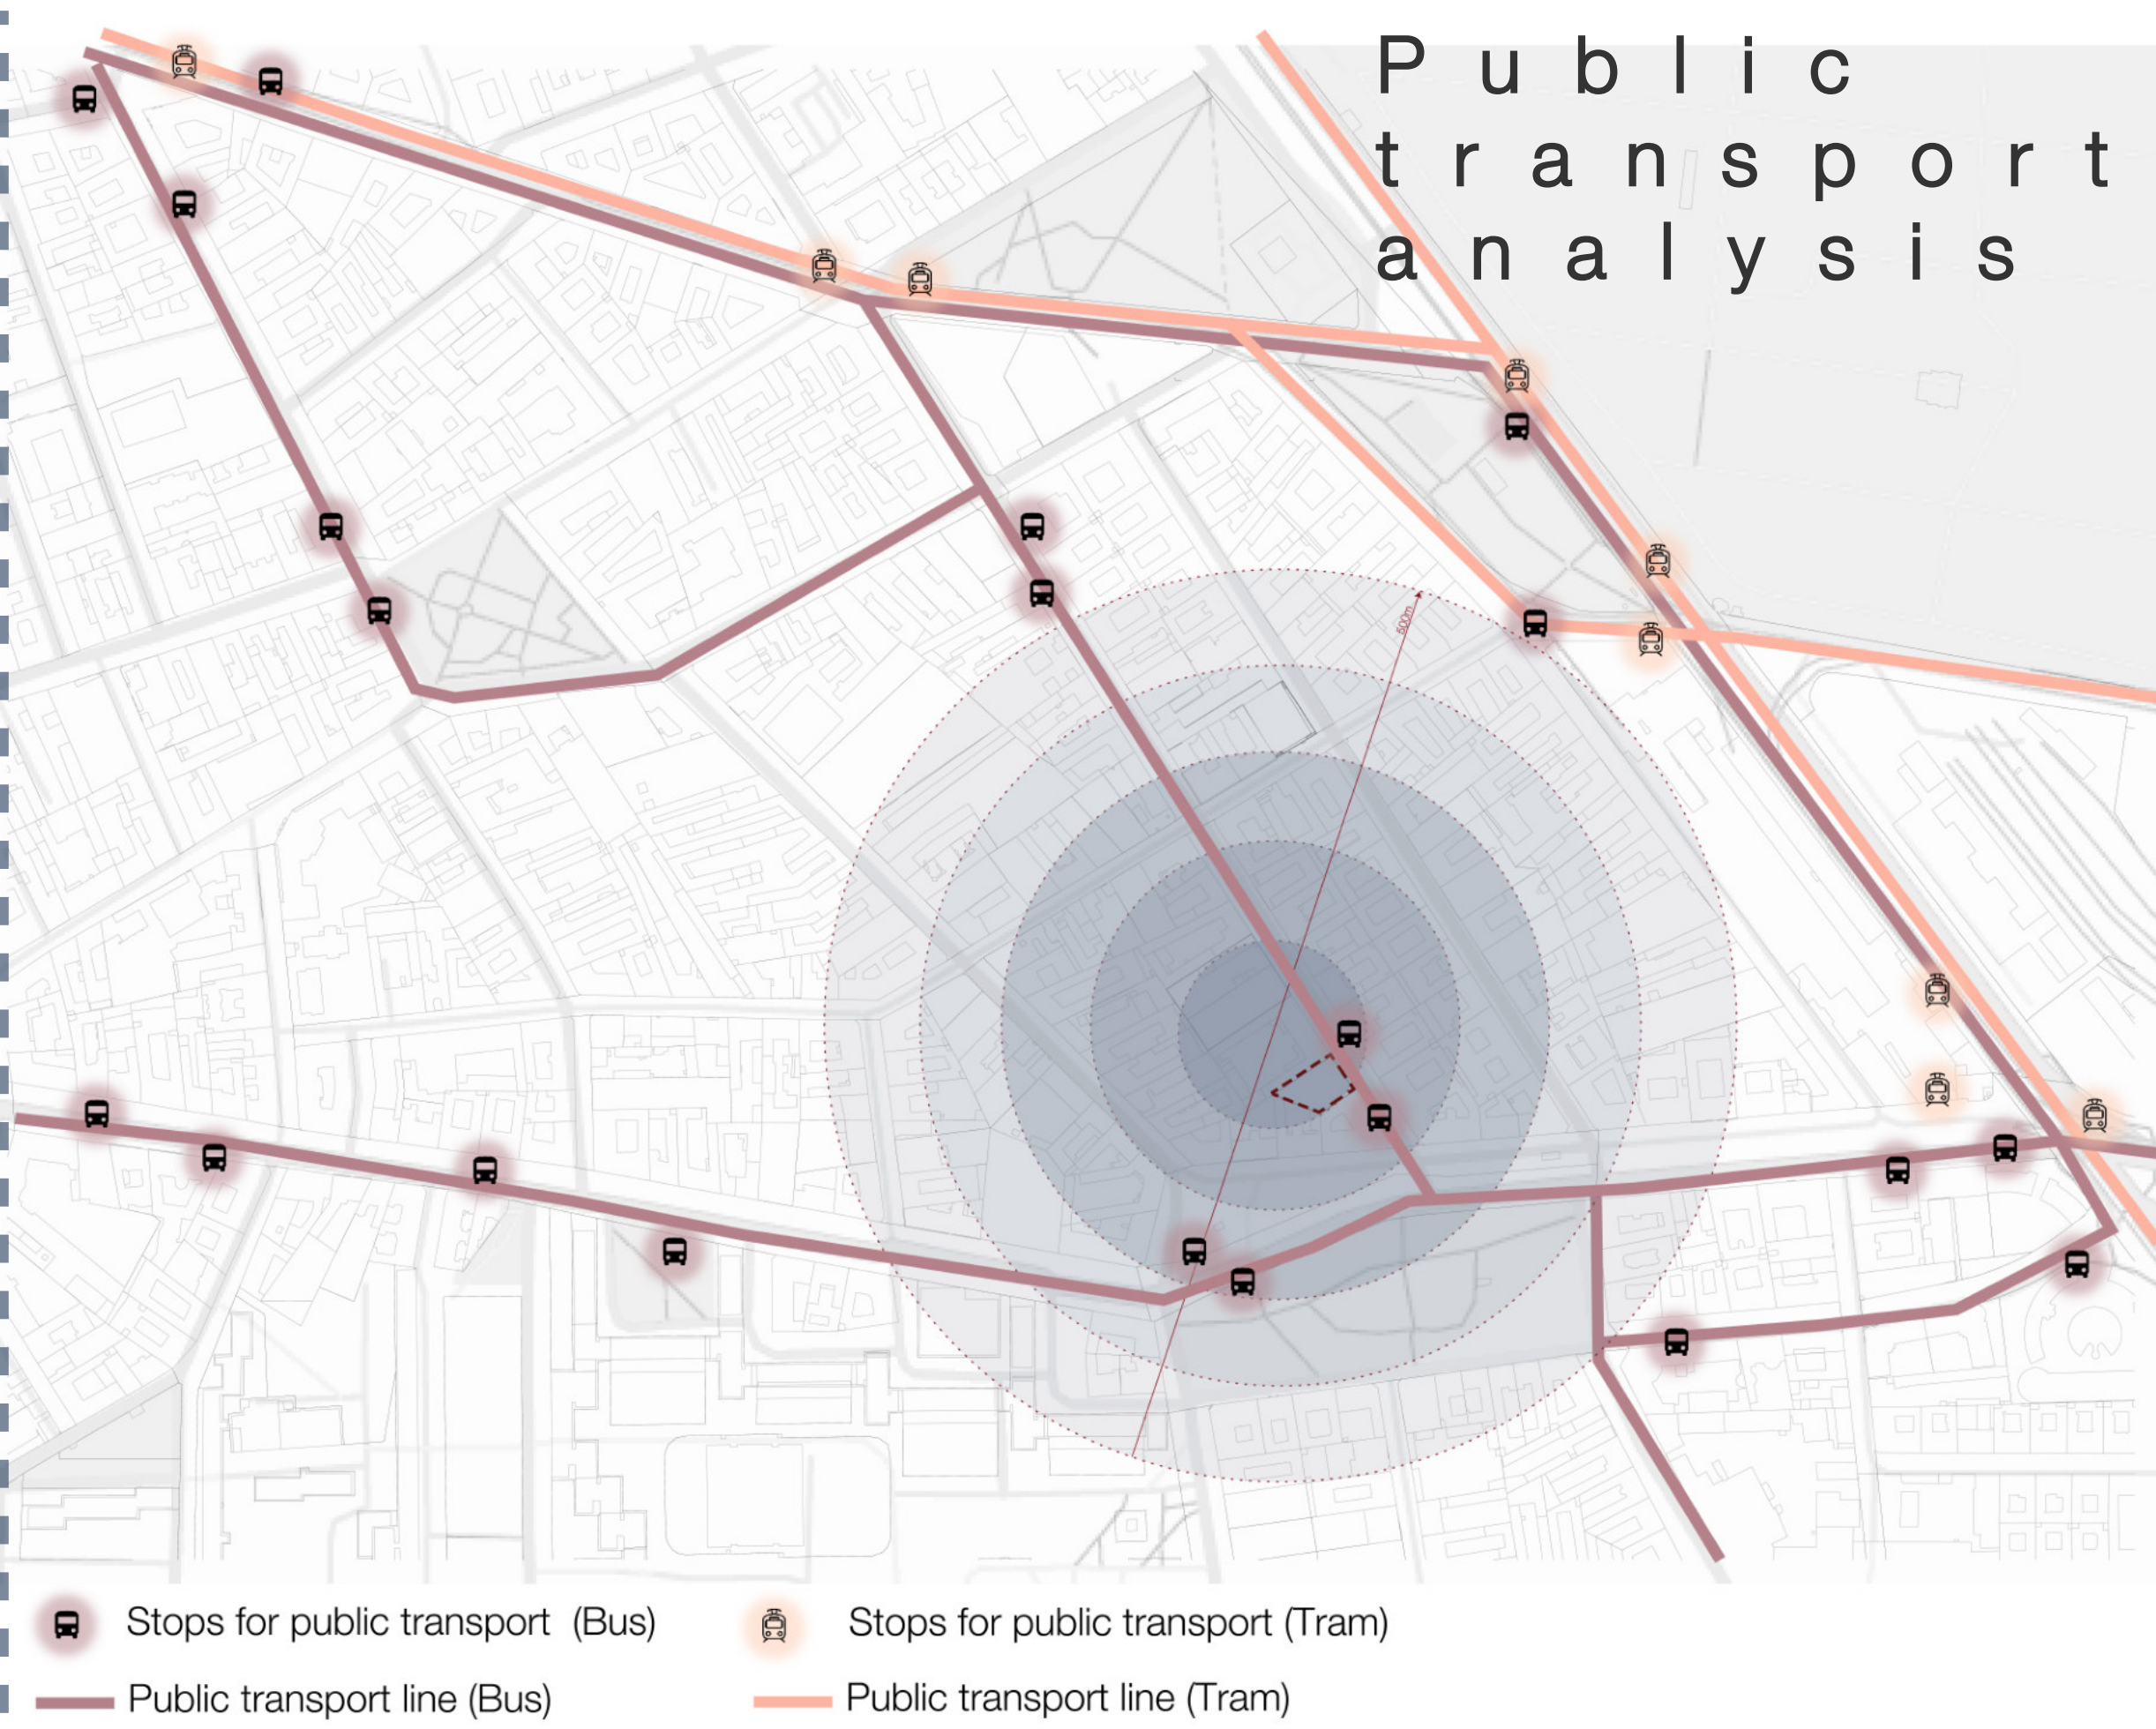 Public
transport
analysis
600m
Stops for public transport (Bus)
Stops for public transport (Tram)
Public transport line (Bus)
Public transport line (Tram)